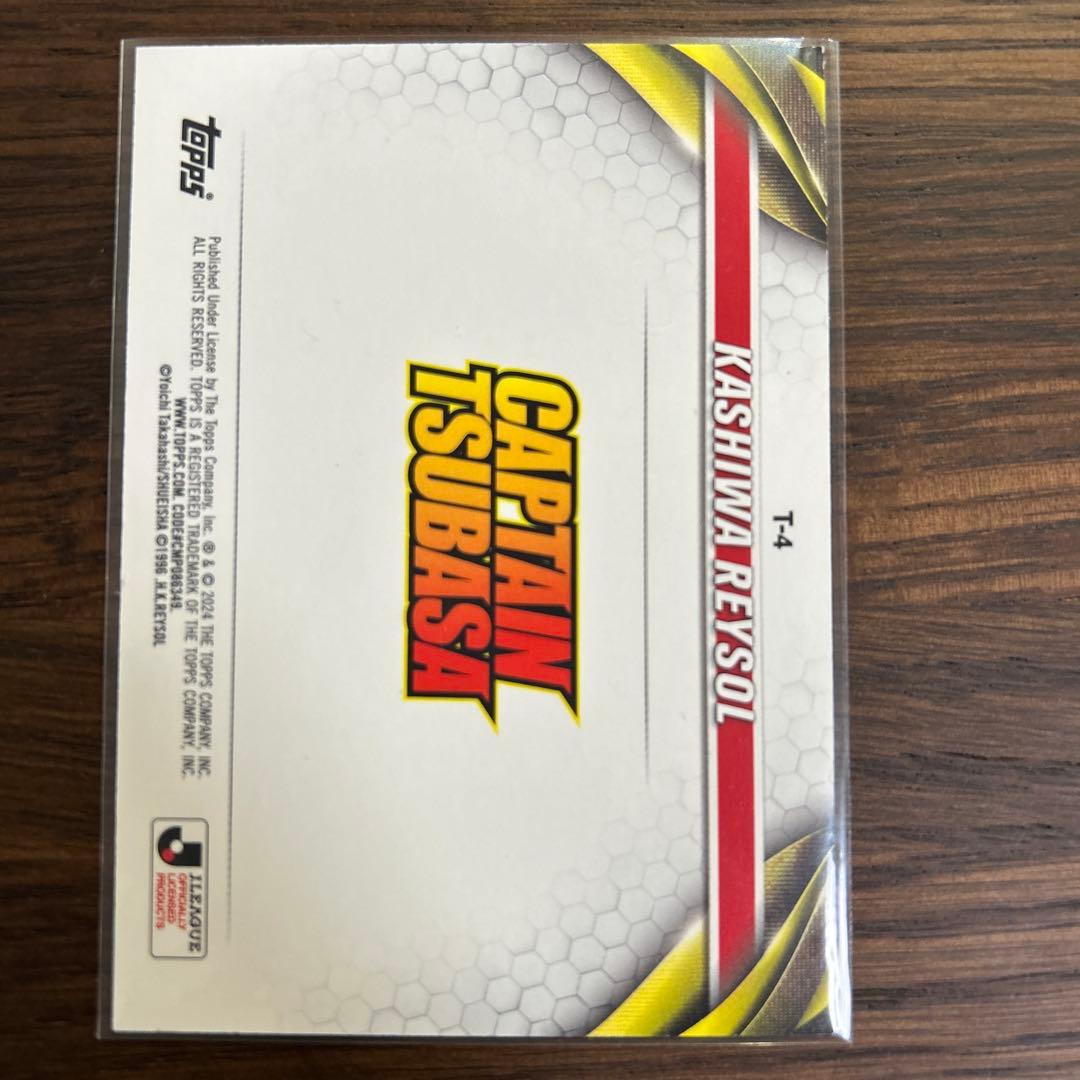 T-4
KASHIWA REYSOL
CAPTAIN
TSUBASA
topps®
Published Under License by The Topps Company, Inc. ® & © 2024 THE TOPPS COMPANY, INC.
ALL RIGHTS RESERVED. TOPPS IS A REGISTERED TRADEMARK OF THE TOPPS COMPANY, INC.
WWW.TOPPS.COM. CODE#CMP086349.
©Yoichi Takahashi/SHUEISHA ©1996 .H.K.REYSOL
J.LEAGUE
OFFICIALLY
LICENSED
PRODUCTS